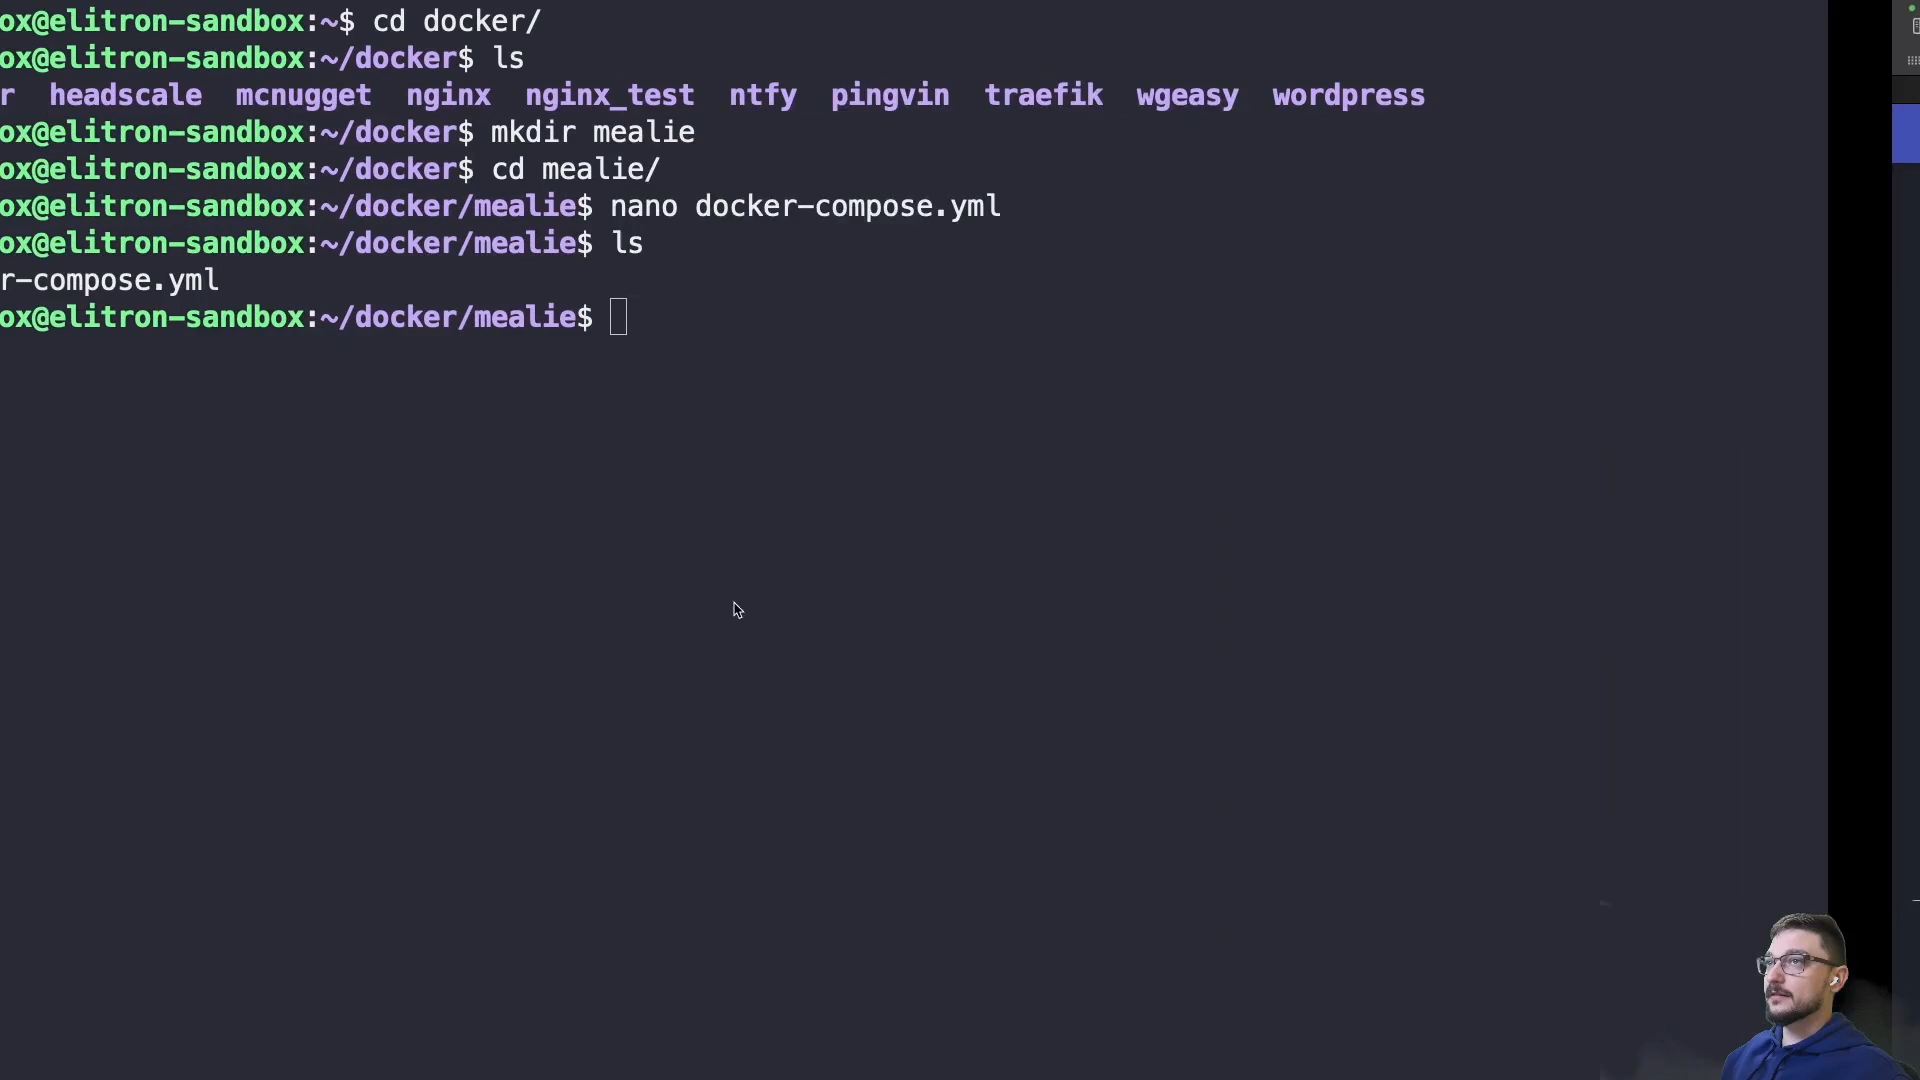 ox@elitron-sandbox:~$ cd docker/
ox@elitron-sandbox:~/docker$ ls
r  headscale  mcnugget  nginx  nginx_test  ntfy  pingvin  traefik  wgeasy  wordpress
ox@elitron-sandbox:~/docker$ mkdir mealie
ox@elitron-sandbox:~/docker$ cd mealie/
ox@elitron-sandbox:~/docker/mealie$ nano docker-compose.yml
ox@elitron-sandbox:~/docker/mealie$ ls
r-compose.yml
ox@elitron-sandbox:~/docker/mealie$